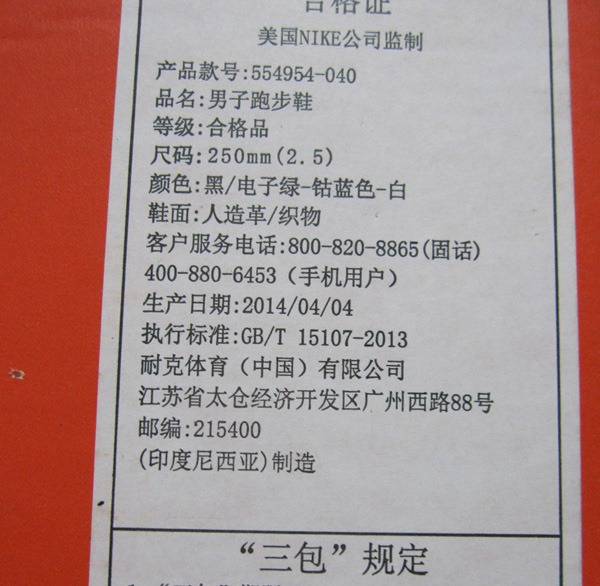 合格证
美国NIKE公司监制
产品款号:554954-040
品名:男子跑步鞋
等级:合格品
尺码:250mm(2.5)
颜色:黑/电子绿-钴蓝色-白
鞋面:人造革/织物
客户服务电话:800-820-8865(固话)
400-880-6453（手机用户）
生产日期:2014/04/04
执行标准:GB/T 15107-2013
耐克体育（中国）有限公司
江苏省太仓经济开发区广州西路88号
邮编:215400
(印度尼西亚)制造
“三包”规定